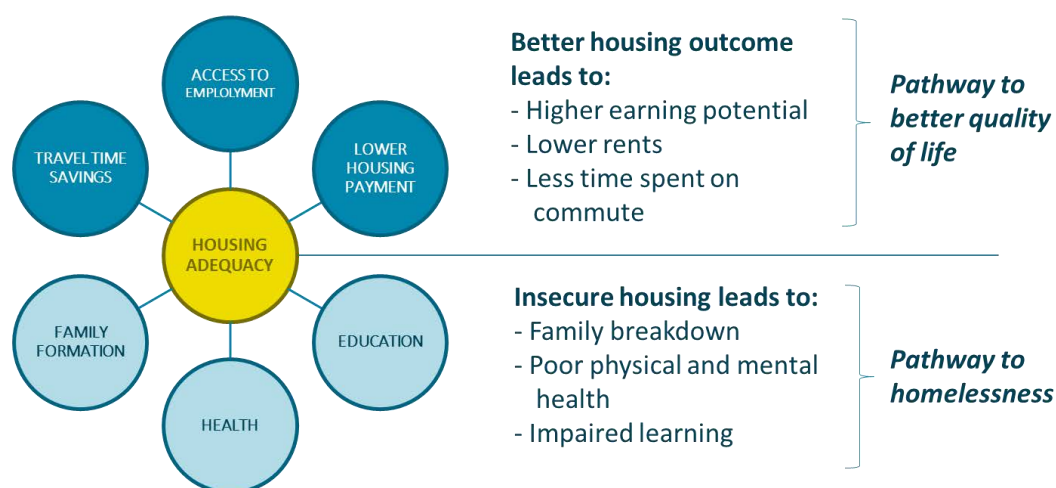 ACCESS TO
EMPLOLYMENT
TRAVEL TIME
SAVINGS
LOWER
HOUSING
PAYMENT
HOUSING
ADEQUACY
FAMILY
FORMATION
EDUCATION
HEALTH
Better housing outcome
leads to:
- Higher earning potential
- Lower rents
- Less time spent on
commute
Pathway to
better quality
of life
Insecure housing leads to:
- Family breakdown
- Poor physical and mental
health
- Impaired learning
Pathway to
homelessness